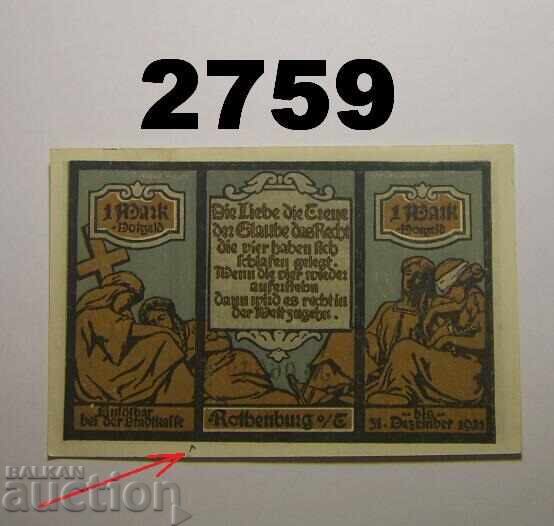 2759
1 Mark
Notgeld
Die Liebe die Treue
der Glaube das Recht
die vier haben sich
schlafen gelegt.
Wenn die vier wieder
auferstehn
dann wird es recht in
der Welt zugehn.
1 Mark
Notgeld
Einlösbar
bei der Stadtkasse
Rothenburg o/T
-- bis --
31. Dezember 1921
BALKAN
auction